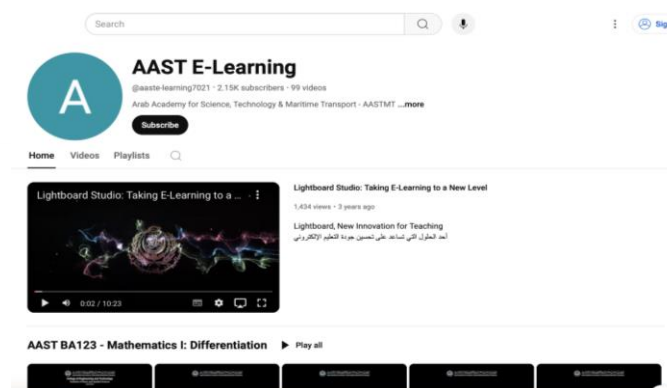 Search
Sig
A
AAST E-Learning
@aaste-learning7021 · 2.15K subscribers · 99 videos
Arab Academy for Science, Technology & Maritime Transport - AASTMT ...more
Subscribe
Home Videos Playlists
Lightboard Studio: Taking E-Learning to a ...
0:02 / 10:23
Lightboard Studio: Taking E-Learning to a New Level
1,434 views · 3 years ago
Lightboard, New Innovation for Teaching
أحد الحلول التي تساعد على تحسين جودة التعليم الإلكتروني
AAST BA123 - Mathematics I: Differentiation Play all